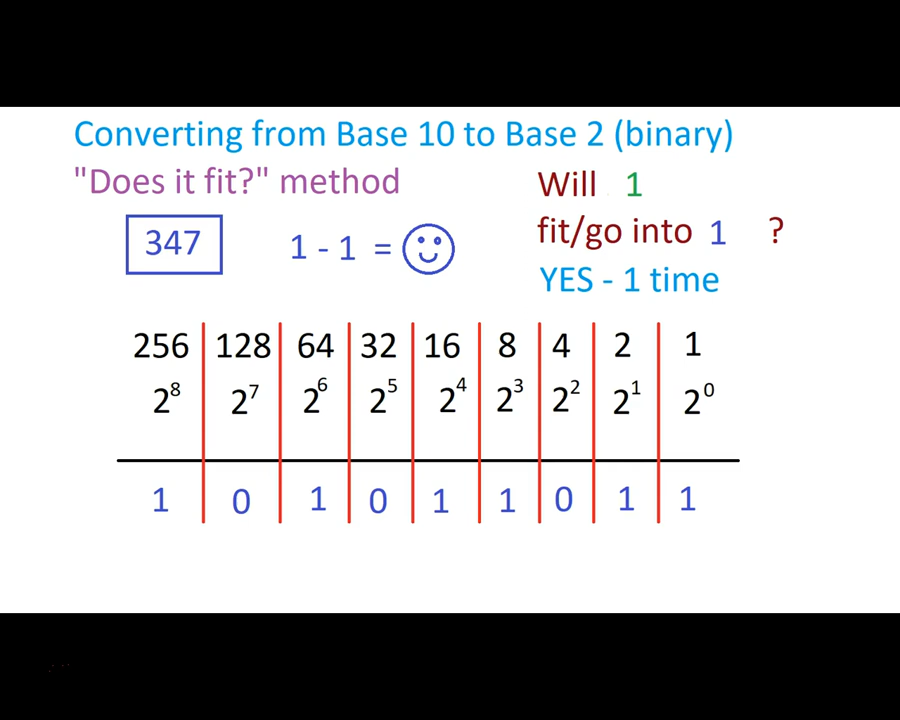 Converting from Base 10 to Base 2 (binary)
"Does it fit?" method
Will 1
347
1 - 1 =
fit/go into 1 ?
YES - 1 time
256 128 64 32 16 8 4 2 1
2⁸ 2⁷ 2⁶ 2⁵ 2⁴ 2³ 2² 2¹ 2⁰
1 0 1 0 1 1 0 1 1